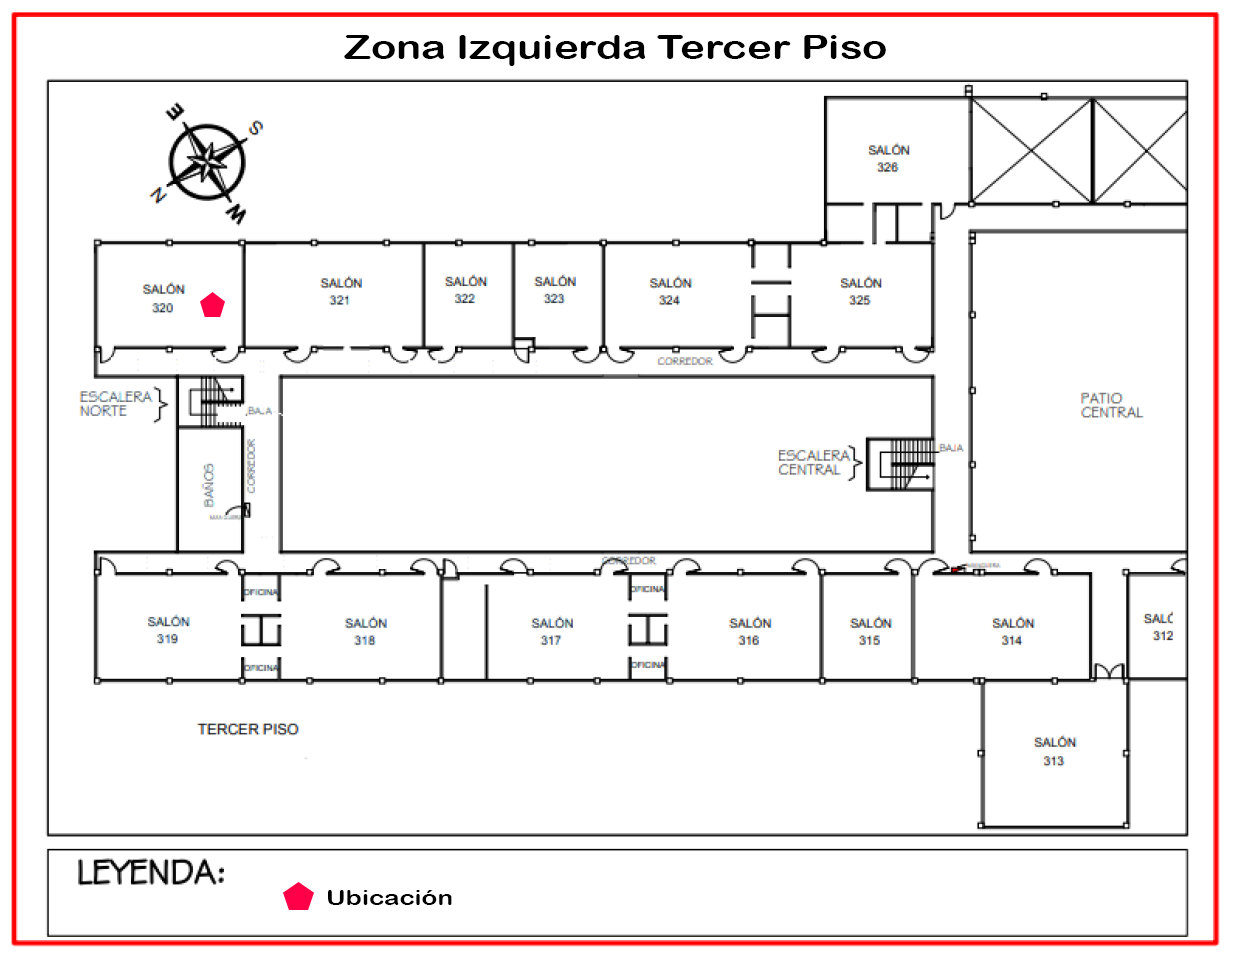 Zona Izquierda Tercer Piso
E
S
N
W
SALÓN
326
SALÓN
320
SALÓN
321
SALÓN
322
SALÓN
323
SALÓN
324
SALÓN
325
CORREDOR
ESCALERA
NORTE
BAJA
CORREDOR
BAÑOS
PATIO
CENTRAL
ESCALERA
CENTRAL
BAJA
CORREDOR
MANGUERA
OFICINA
OFICINA
SALÓN
319
SALÓN
318
SALÓN
317
SALÓN
316
SALÓN
315
SALÓN
314
SALÓ
312
OFICINA
OFICINA
TERCER PISO
SALÓN
313
LEYENDA:
Ubicación